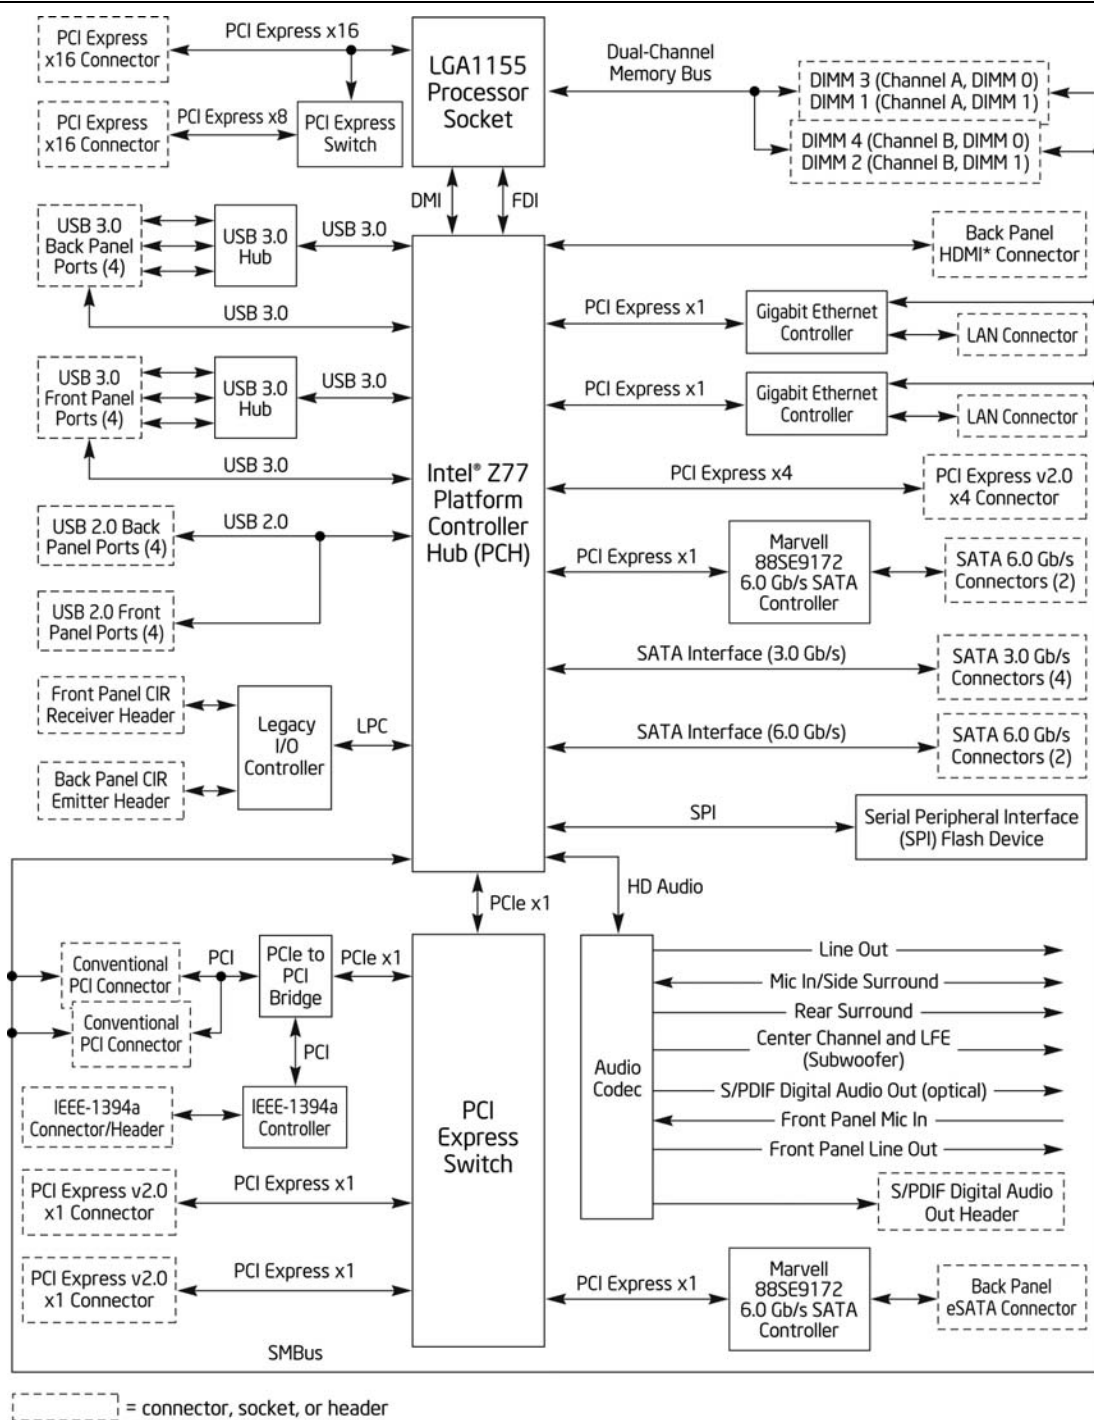 PCI Express
x16 Connector
PCI Express x16
LGA1155
Processor
Socket
Dual-Channel
Memory Bus
DIMM 3 (Channel A, DIMM 0)
DIMM 1 (Channel A, DIMM 1)
PCI Express
x16 Connector
PCI Express x8
PCI Express
Switch
DIMM 4 (Channel B, DIMM 0)
DIMM 2 (Channel B, DIMM 1)
DMI
FDI
USB 3.0
Back Panel
Ports (4)
USB 3.0
Hub
USB 3.0
USB 3.0
Back Panel
HDMI* Connector
PCI Express x1
Gigabit Ethernet
Controller
LAN Connector
USB 3.0
Front Panel
Ports (4)
USB 3.0
Hub
USB 3.0
USB 3.0
PCI Express x1
Gigabit Ethernet
Controller
LAN Connector
Intel® Z77
Platform
Controller
Hub (PCH)
PCI Express x4
PCI Express v2.0
x4 Connector
USB 2.0 Back
Panel Ports (4)
USB 2.0
PCI Express x1
Marvell
88SE9172
6.0 Gb/s SATA
Controller
SATA 6.0 Gb/s
Connectors (2)
USB 2.0 Front
Panel Ports (4)
SATA Interface (3.0 Gb/s)
SATA 3.0 Gb/s
Connectors (4)
Front Panel CIR
Receiver Header
Legacy
I/O
Controller
LPC
SATA Interface (6.0 Gb/s)
SATA 6.0 Gb/s
Connectors (2)
Back Panel CIR
Emitter Header
SPI
Serial Peripheral Interface
(SPI) Flash Device
HD Audio
PCIe x1
Conventional
PCI Connector
PCI
PCIe to
PCI
Bridge
PCIe x1
Conventional
PCI Connector
PCI
IEEE-1394a
Connector/Header
IEEE-1394a
Controller
PCI
Express
Switch
Audio
Codec
Line Out
Mic In/Side Surround
Rear Surround
Center Channel and LFE
(Subwoofer)
S/PDIF Digital Audio Out (optical)
Front Panel Mic In
Front Panel Line Out
S/PDIF Digital Audio
Out Header
PCI Express v2.0
x1 Connector
PCI Express x1
PCI Express v2.0
x1 Connector
PCI Express x1
PCI Express x1
Marvell
88SE9172
6.0 Gb/s SATA
Controller
Back Panel
eSATA Connector
SMBus
= connector, socket, or header